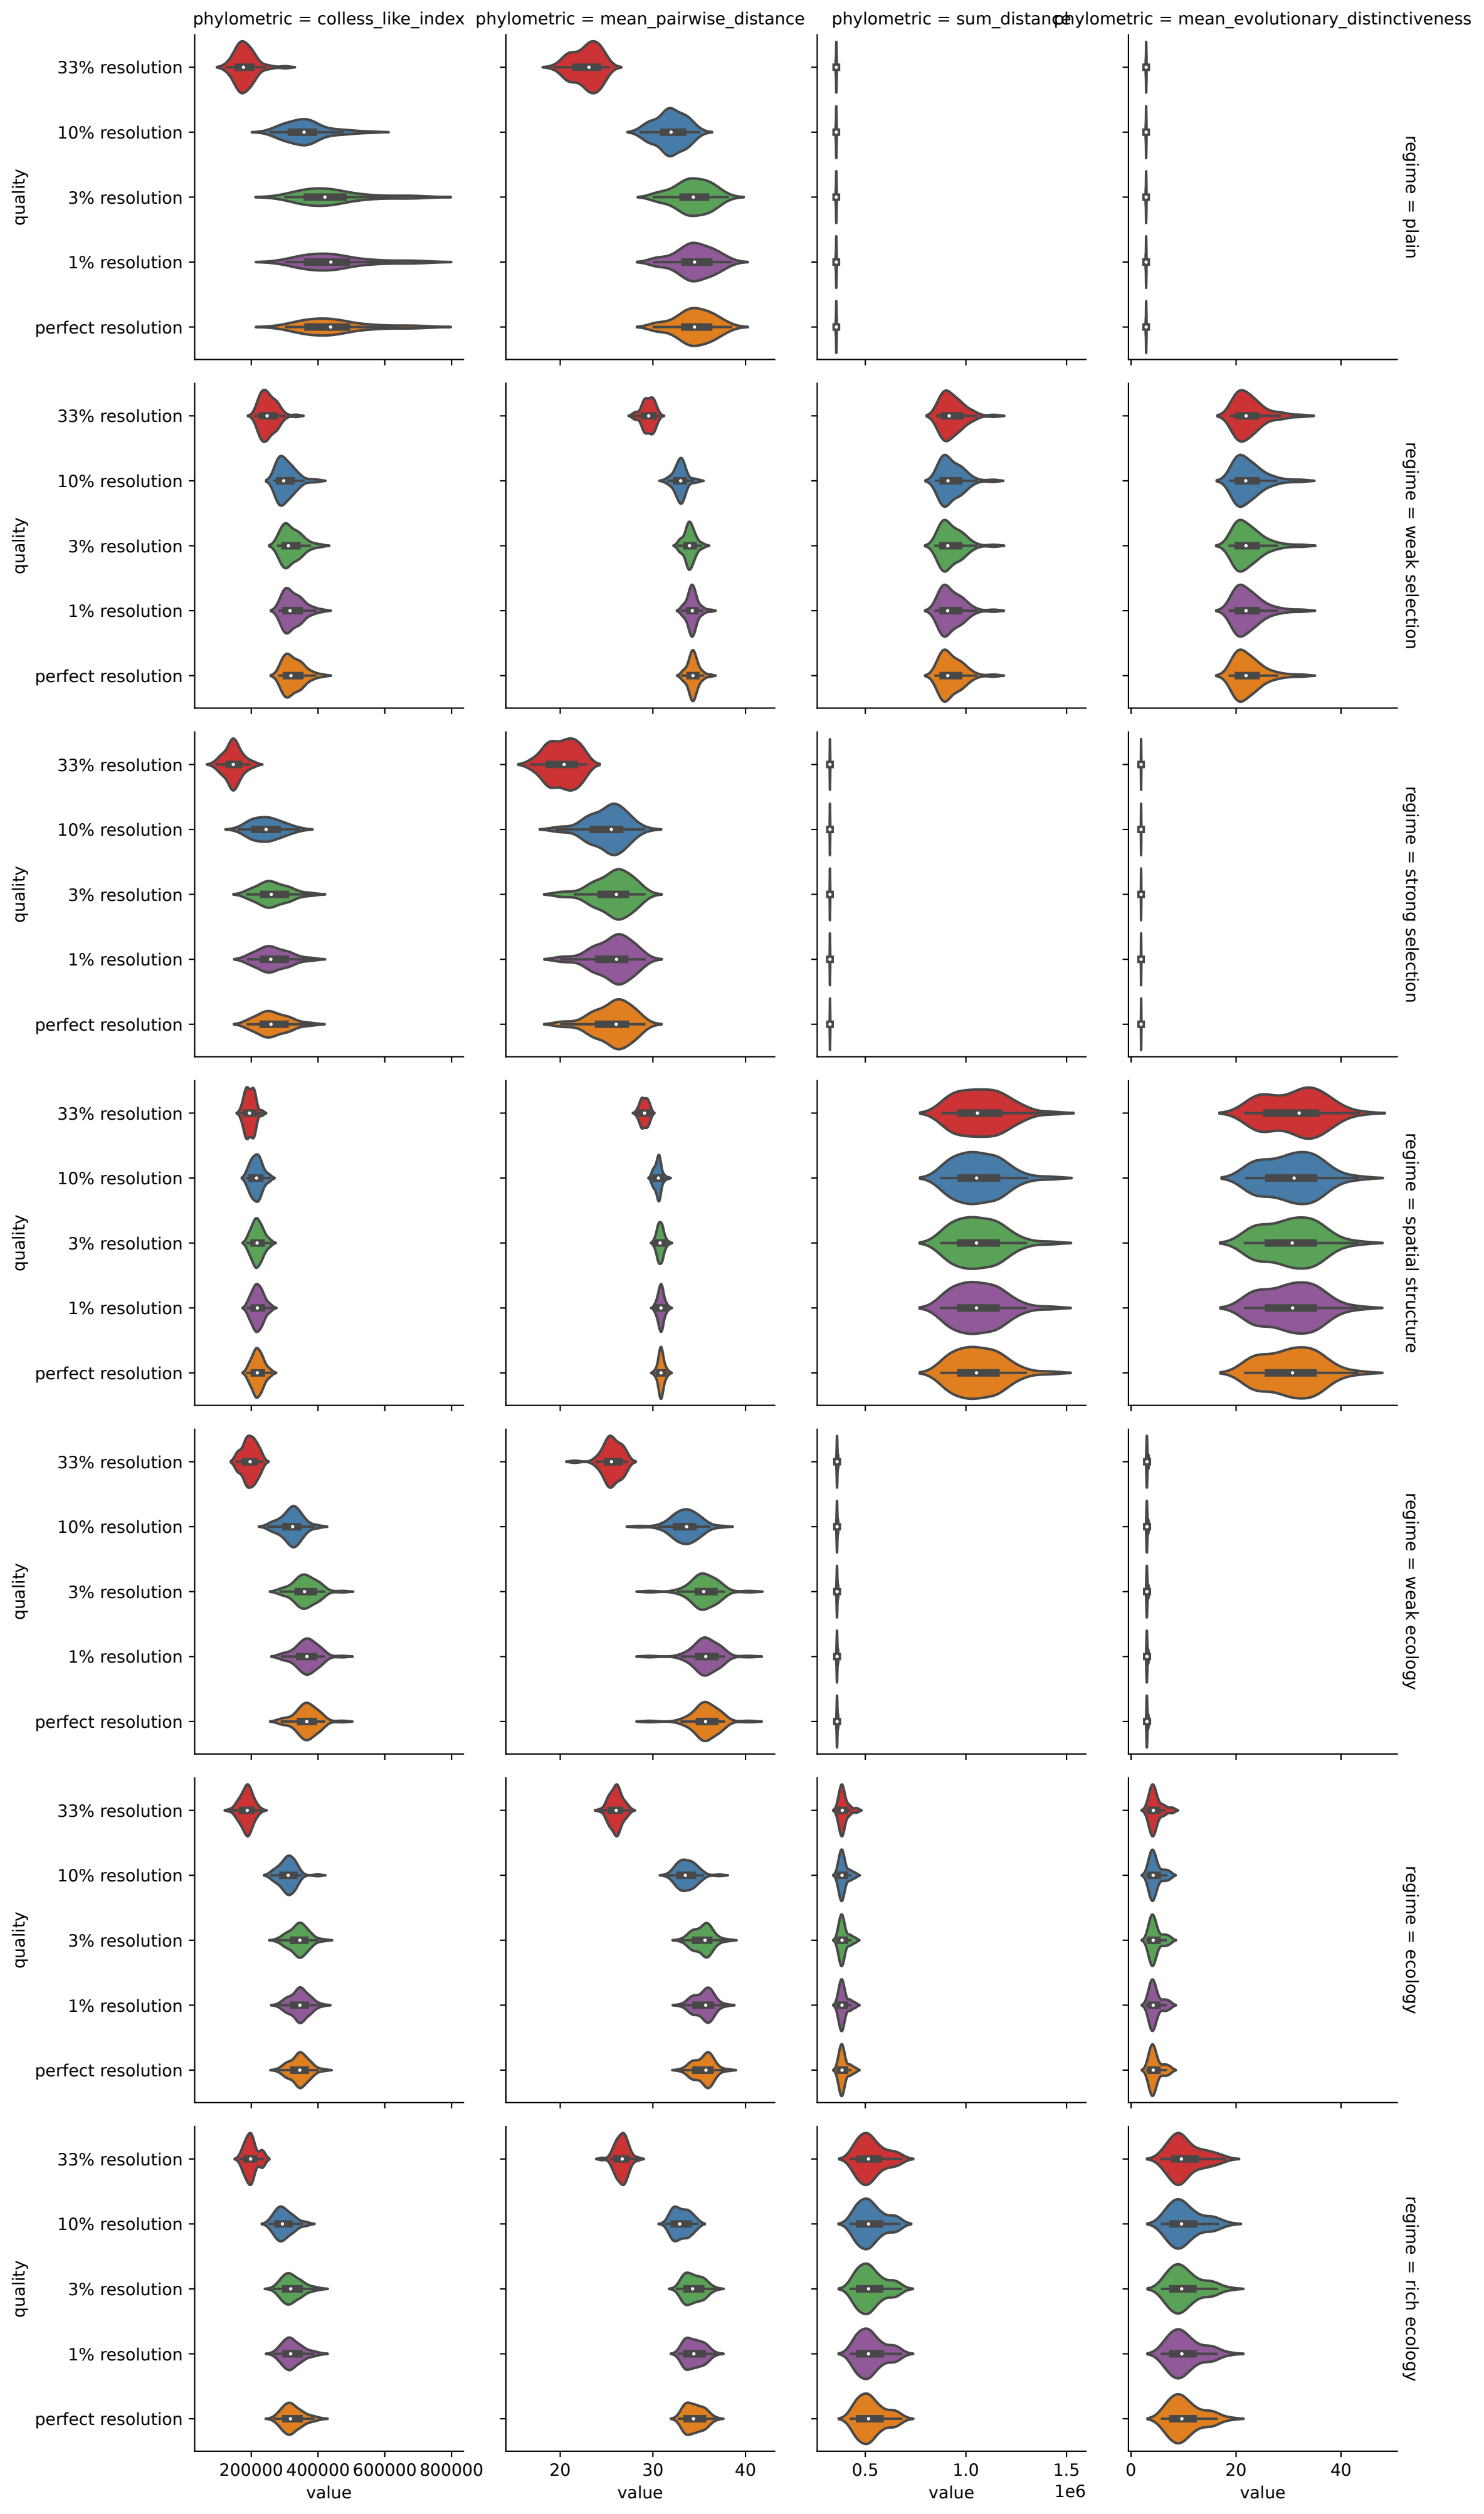 phylometric = colless_like_index
phylometric = mean_pairwise_distance
phylometric = sum_distance
phylometric = mean_evolutionary_distinctiveness
quality
33% resolution
10% resolution
3% resolution
1% resolution
perfect resolution
regime = plain
quality
33% resolution
10% resolution
3% resolution
1% resolution
perfect resolution
regime = weak selection
quality
33% resolution
10% resolution
3% resolution
1% resolution
perfect resolution
regime = strong selection
quality
33% resolution
10% resolution
3% resolution
1% resolution
perfect resolution
regime = spatial structure
quality
33% resolution
10% resolution
3% resolution
1% resolution
perfect resolution
regime = weak ecology
quality
33% resolution
10% resolution
3% resolution
1% resolution
perfect resolution
regime = ecology
quality
33% resolution
10% resolution
3% resolution
1% resolution
perfect resolution
regime = rich ecology
200000 400000 600000 800000
value
20 30 40
value
0.5 1.0 1.5
1e6
value
0 20 40
value